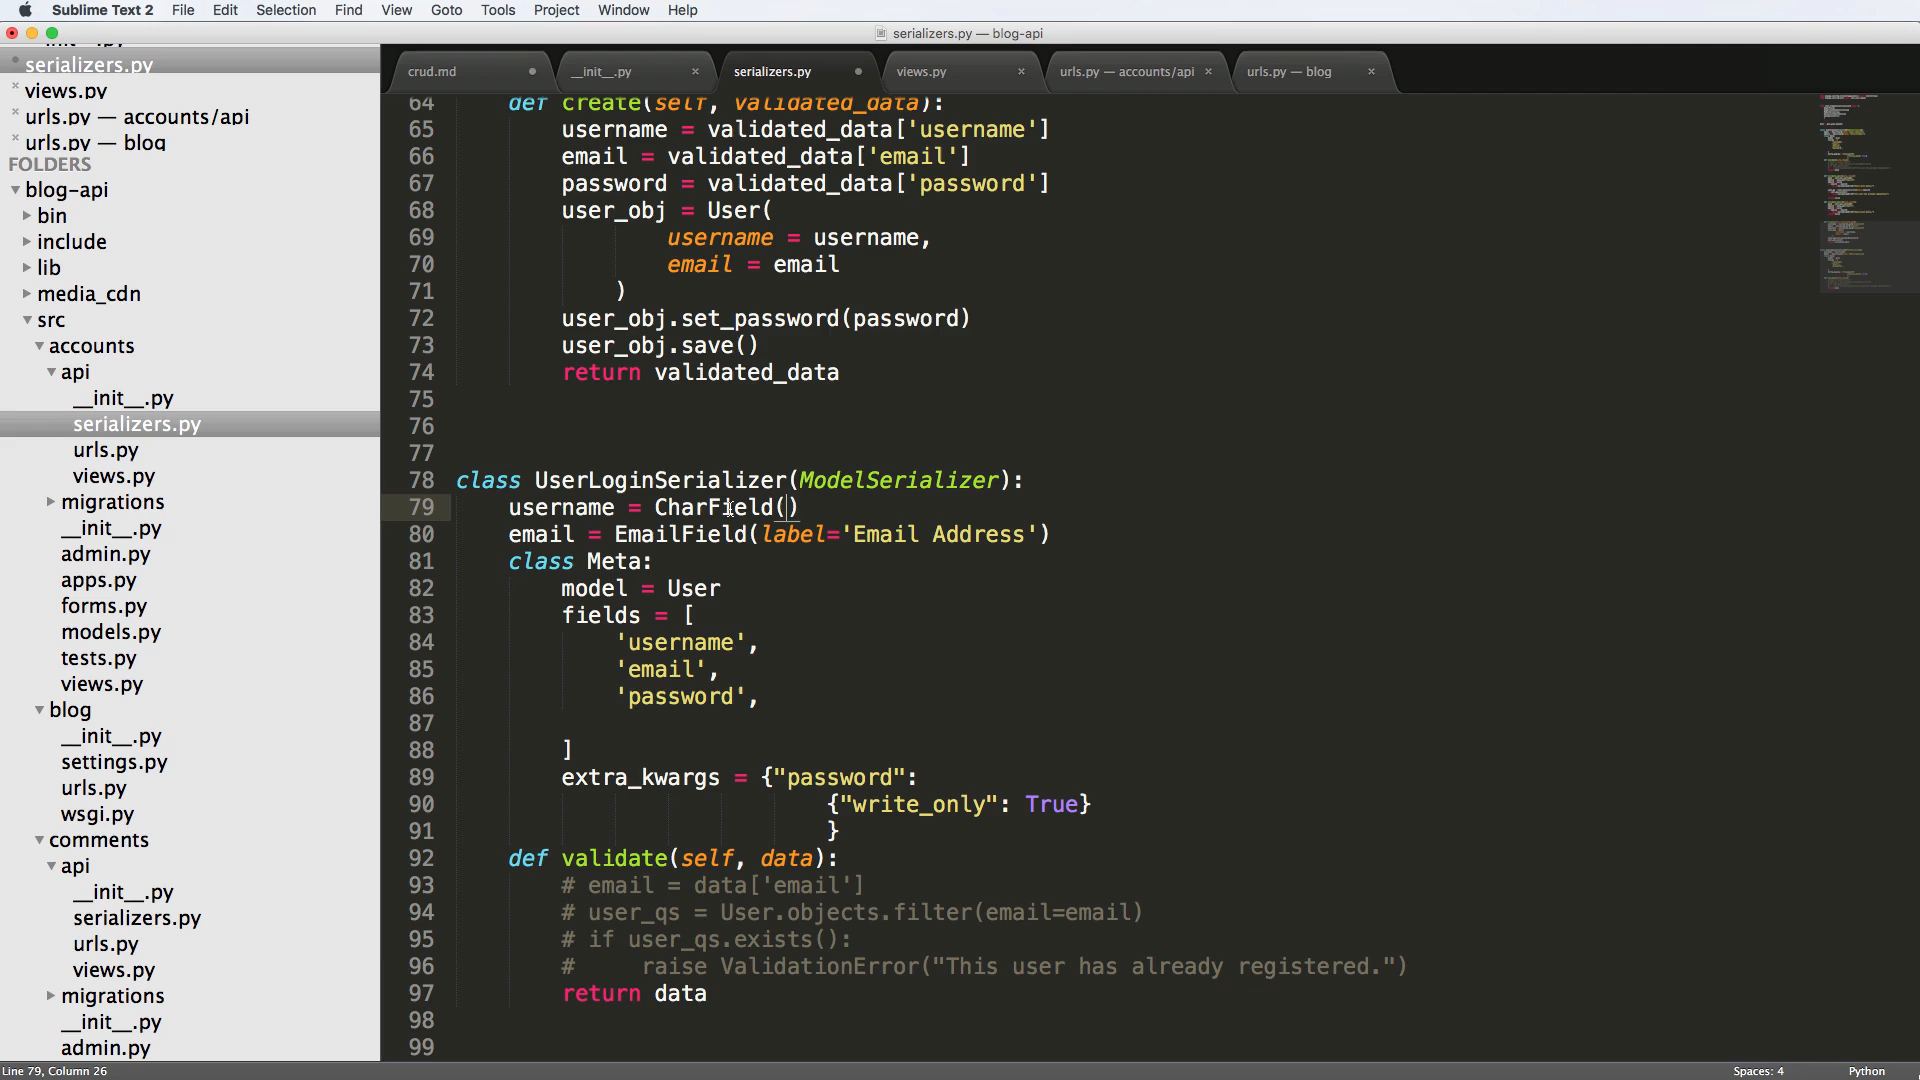 Sublime Text 2 File Edit Selection Find View Goto Tools Project Window Help
serializers.py — blog-api
crud.md __init__.py × serializers.py views.py × urls.py — accounts/api × urls.py — blog ×
__init__.py
serializers.py
× views.py
× urls.py — accounts/api
× urls.py — blog
FOLDERS
blog-api
bin
include
lib
media_cdn
src
accounts
api
__init__.py
serializers.py
urls.py
views.py
migrations
__init__.py
admin.py
apps.py
forms.py
models.py
tests.py
views.py
blog
__init__.py
settings.py
urls.py
wsgi.py
comments
api
__init__.py
serializers.py
urls.py
views.py
migrations
__init__.py
admin.py
64 def create(self, validated_data):
65 username = validated_data['username']
66 email = validated_data['email']
67 password = validated_data['password']
68 user_obj = User(
69 username = username,
70 email = email
71 )
72 user_obj.set_password(password)
73 user_obj.save()
74 return validated_data
75
76
77
78 class UserLoginSerializer(ModelSerializer):
79 username = CharField()
80 email = EmailField(label='Email Address')
81 class Meta:
82 model = User
83 fields = [
84 'username',
85 'email',
86 'password',
87
88 ]
89 extra_kwargs = {"password":
90 {"write_only": True}
91 }
92 def validate(self, data):
93 # email = data['email']
94 # user_qs = User.objects.filter(email=email)
95 # if user_qs.exists():
96 # raise ValidationError("This user has already registered.")
97 return data
98
99
Line 79, Column 26 Spaces: 4 Python